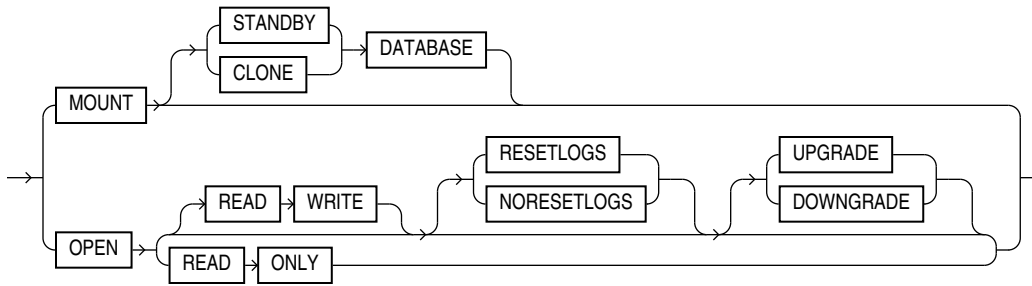 STANDBY
CLONE
DATABASE
MOUNT
RESETLOGS
NORESETLOGS
UPGRADE
DOWNGRADE
READ WRITE
OPEN
READ ONLY